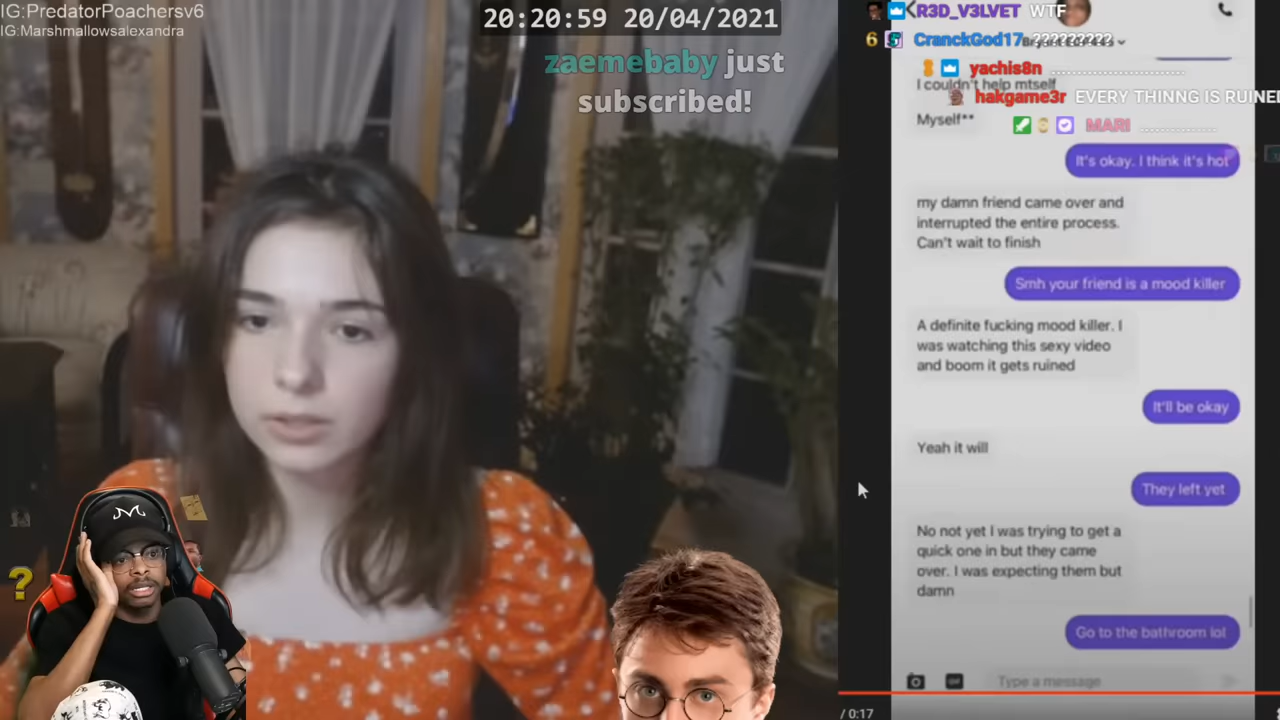 IG:PredatorPoachersv6
IG:Marshmallowsalexandra
20:20:59 20/04/2021
zaemebaby just
subscribed!
R3D_V3LVET WTF
6 CranckGod17 ?????????
yachis8n ......................
I couldn't help mtself
hakgame3r EVERY THINNG IS RUINED
Myself**
MARI .............
It's okay. I think it's hot
my damn friend came over and
interrupted the entire process.
Can't wait to finish
Smh your friend is a mood killer
A definite fucking mood killer. I
was watching this sexy video
and boom it gets ruined
It'll be okay
Yeah it will
They left yet
No not yet I was trying to get a
quick one in but they came
over. I was expecting them but
damn
Go to the bathroom lol
Type a message
/ 0:17
?